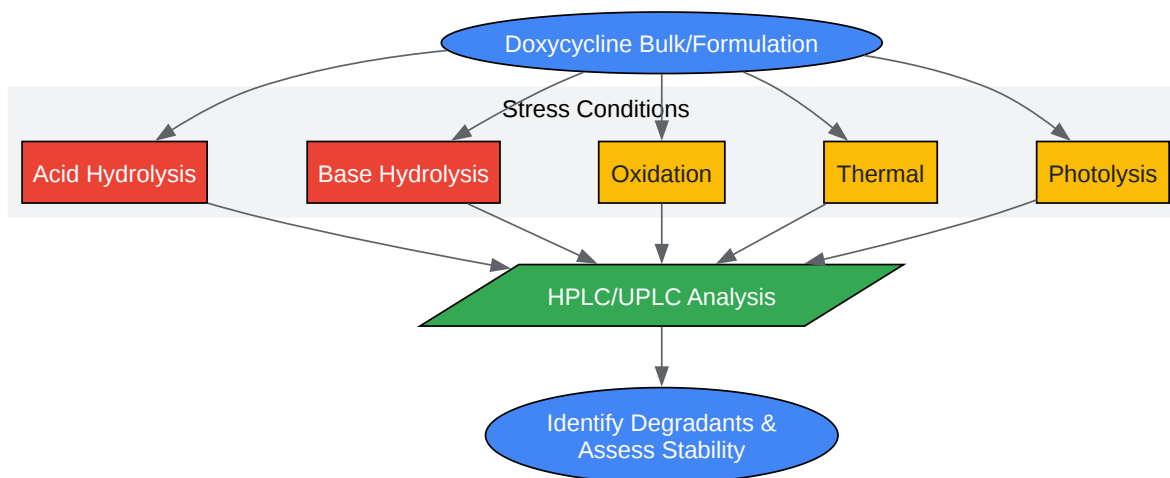 Doxycycline Bulk/Formulation
Stress Conditions
Acid Hydrolysis
Base Hydrolysis
Oxidation
Thermal
Photolysis
HPLC/UPLC Analysis
Identify Degradants &
Assess Stability